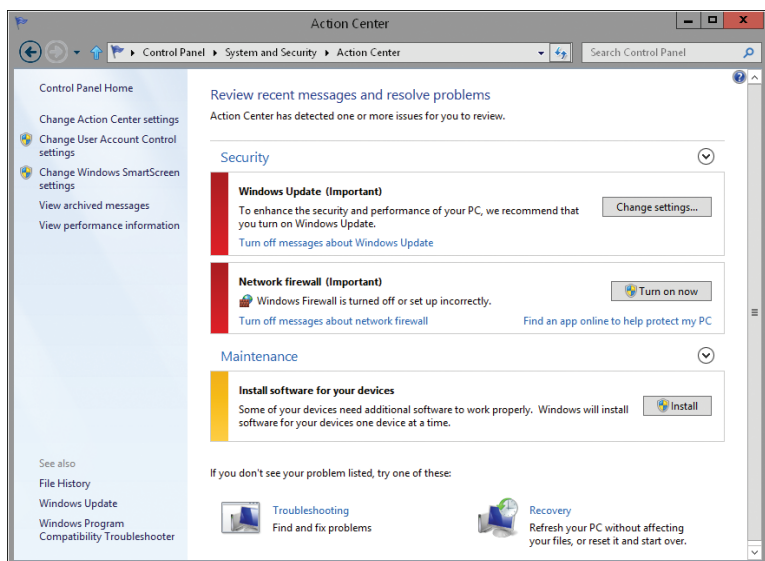 Action Center
Control Panel ▸ System and Security ▸ Action Center
Search Control Panel
Control Panel Home
Change Action Center settings
Change User Account Control
settings
Change Windows SmartScreen
settings
View archived messages
View performance information
See also
File History
Windows Update
Windows Program
Compatibility Troubleshooter
Review recent messages and resolve problems
Action Center has detected one or more issues for you to review.
Security
Windows Update (Important)
To enhance the security and performance of your PC, we recommend that
you turn on Windows Update.
Change settings...
Turn off messages about Windows Update
Network firewall (Important)
Windows Firewall is turned off or set up incorrectly.
Turn on now
Turn off messages about network firewall
Find an app online to help protect my PC
Maintenance
Install software for your devices
Some of your devices need additional software to work properly. Windows will install
software for your devices one device at a time.
Install
If you don't see your problem listed, try one of these:
Troubleshooting
Find and fix problems
Recovery
Refresh your PC without affecting
your files, or reset it and start over.